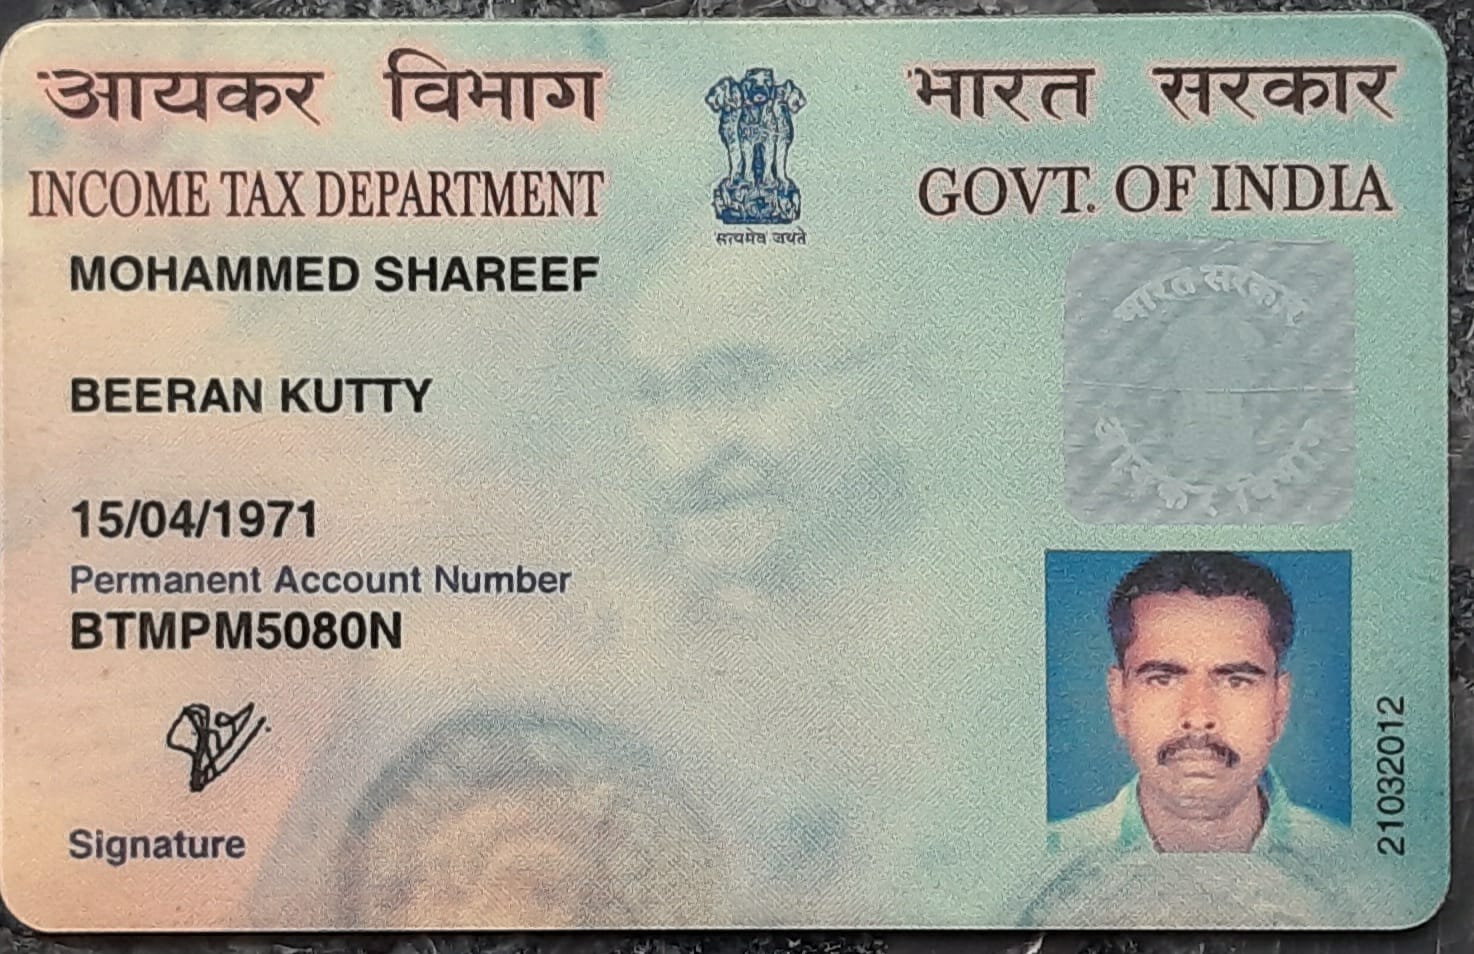 आयकर विभाग
INCOME TAX DEPARTMENT
भारत सरकार
GOVT. OF INDIA
सत्यमेव जयते
MOHAMMED SHAREEF
BEERAN KUTTY
15/04/1971
Permanent Account Number
BTMPM5080N
Signature
भारत सरकार
आयकर विभाग
21032012